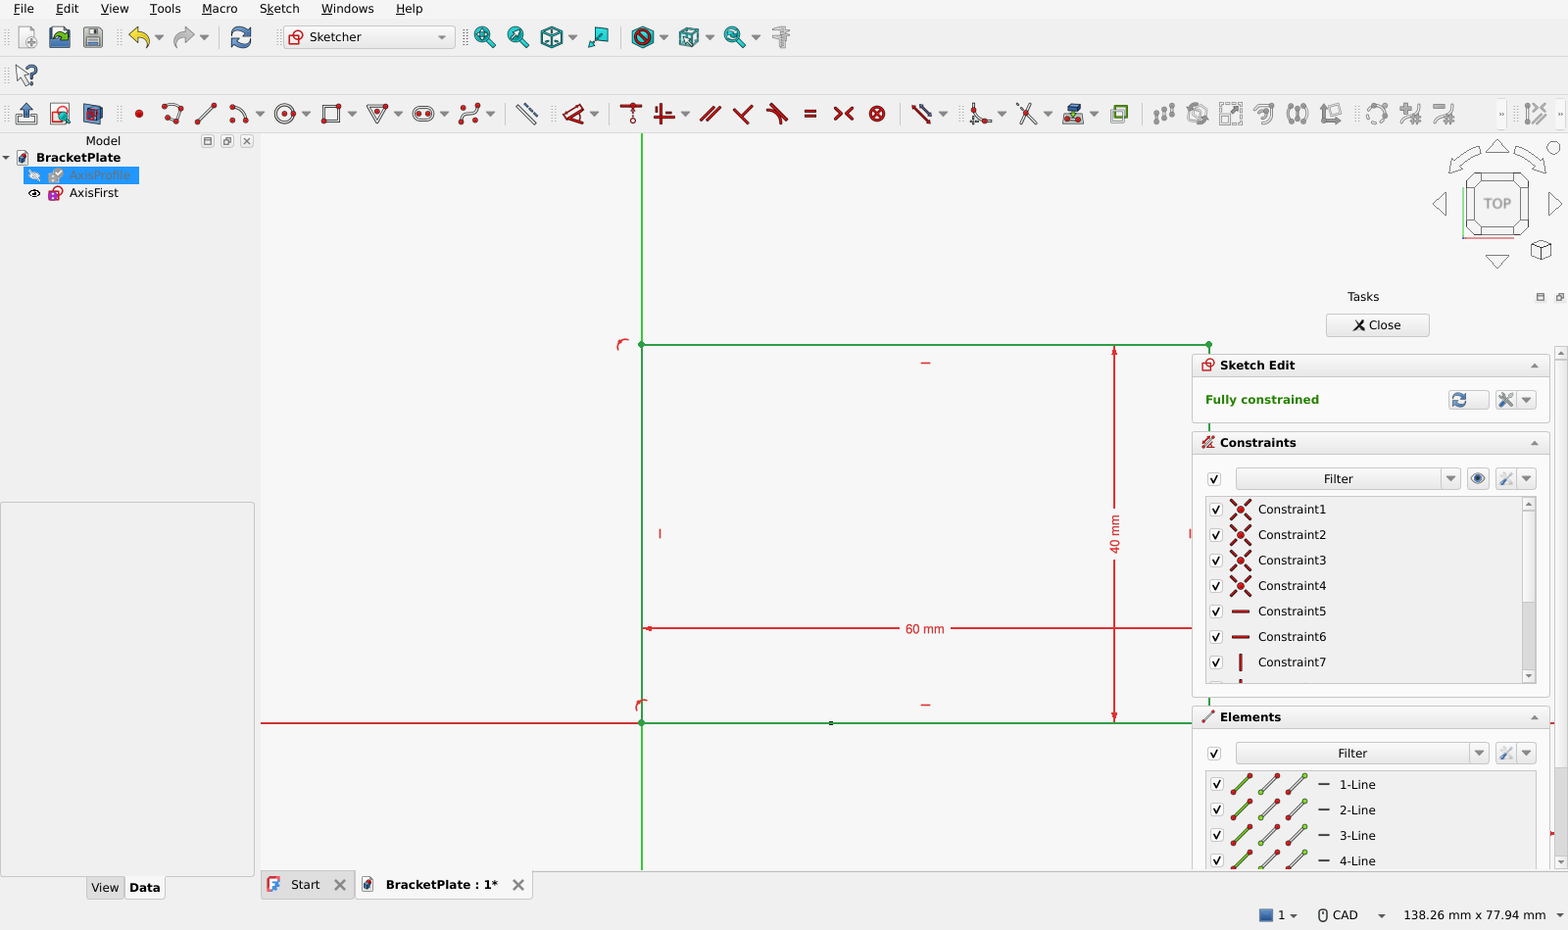 File Edit View Tools Macro Sketch Windows Help
Sketcher
Model
BracketPlate
AxisProfile
AxisFirst
TOP
Tasks
Close
Sketch Edit
Fully constrained
Constraints
Filter
Constraint1
Constraint2
Constraint3
Constraint4
Constraint5
Constraint6
Constraint7
40 mm
60 mm
Elements
Filter
1-Line
2-Line
3-Line
4-Line
View Data
Start BracketPlate : 1*
1 CAD 138.26 mm x 77.94 mm